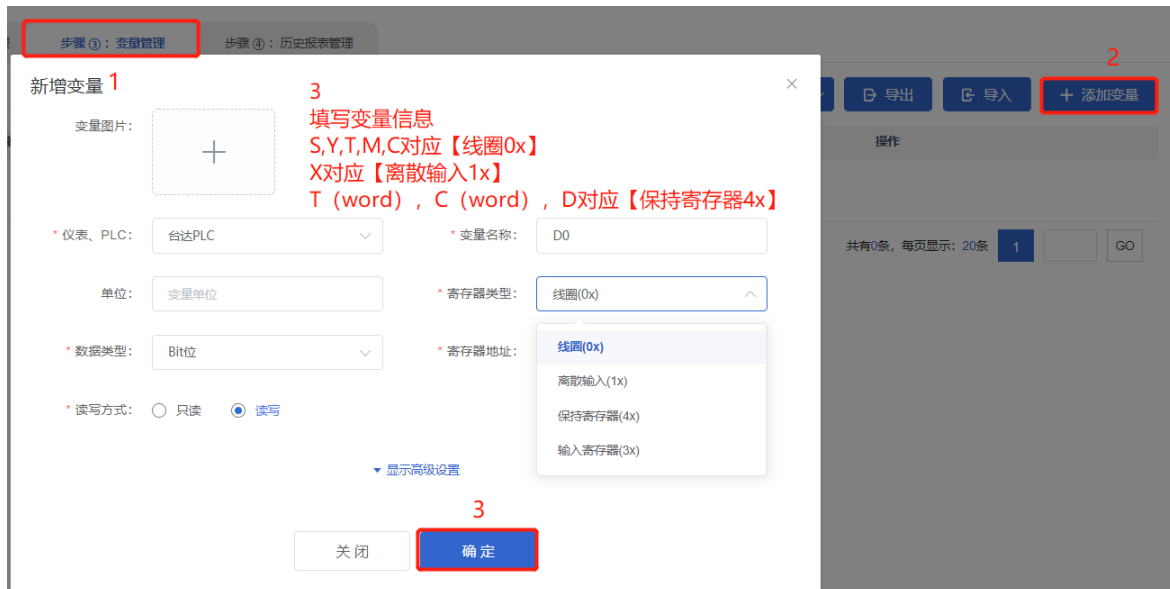 步骤③：变量管理
步骤④：历史报表管理
2
导出
导入
添加变量
操作
新增变量 1
变量图片：
3
填写变量信息
S,Y,T,M,C对应【线圈0x】
X对应【离散输入1x】
T（word），C（word），D对应【保持寄存器4x】
* 仪表、PLC： 台达PLC
* 变量名称： D0
共有0条，每页显示：20条 1 GO
单位： 变量单位
* 寄存器类型： 线圈(0x)
* 数据类型： Bit位
* 寄存器地址：
线圈(0x)
离散输入(1x)
保持寄存器(4x)
输入寄存器(3x)
* 读写方式： 只读 读写
显示高级设置
3
关闭
确定